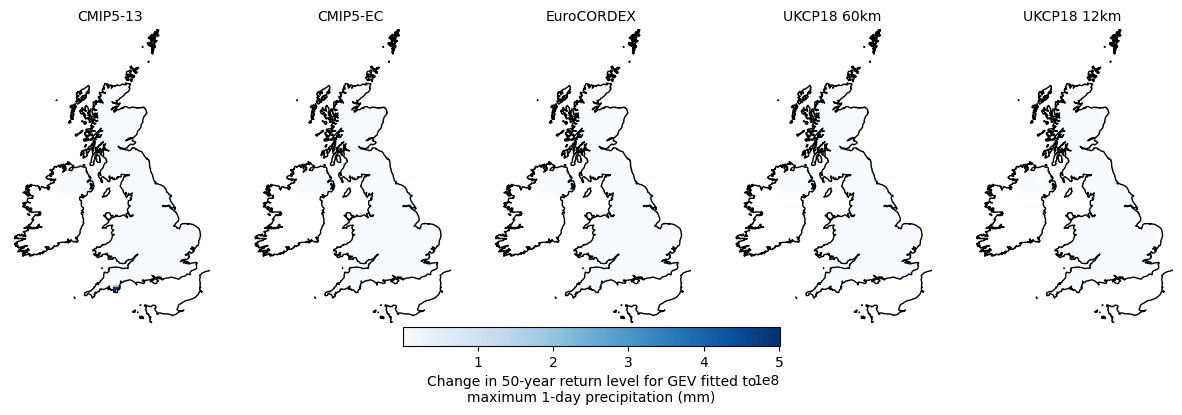 CMIP5-13 CMIP5-EC EuroCORDEX UKCP18 60km UKCP18 12km
1 2 3 4 5
1e8
Change in 50-year return level for GEV fitted to
maximum 1-day precipitation (mm)